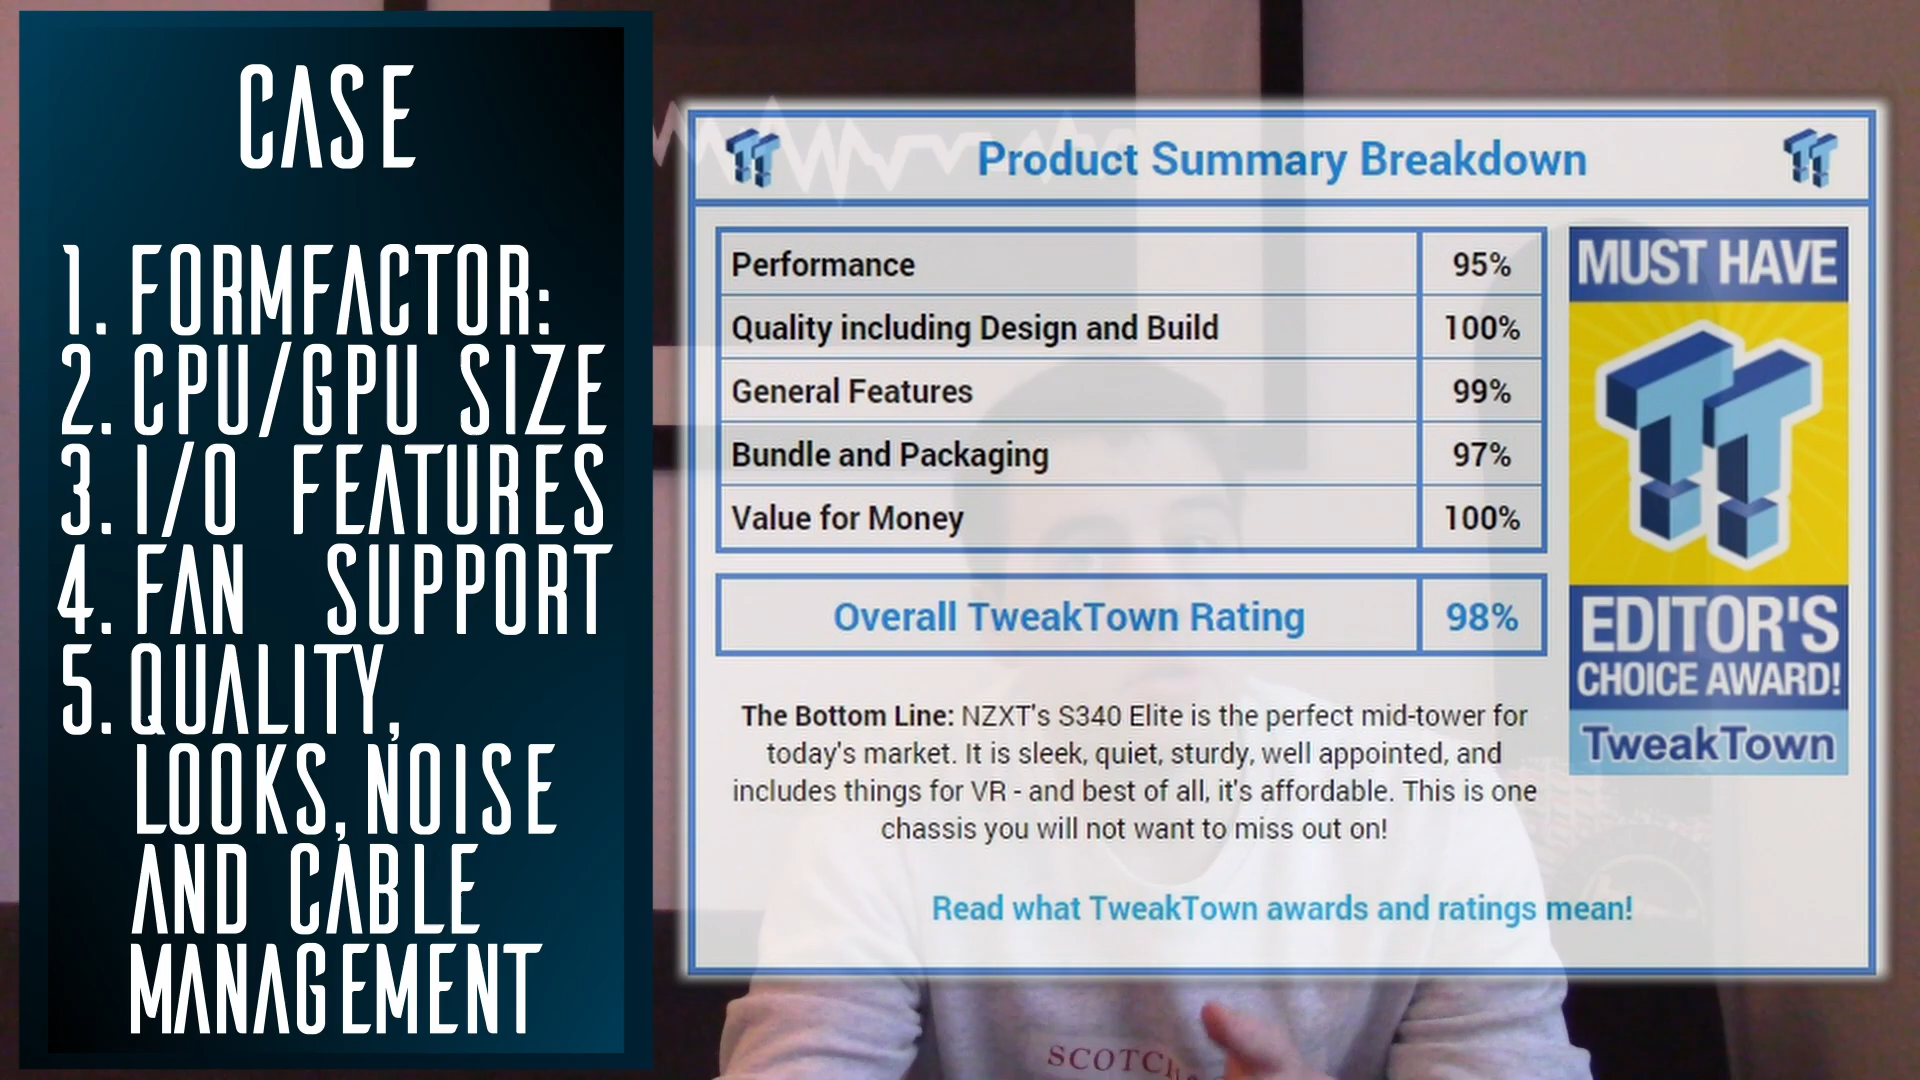 CASE
1. FORMFACTOR:
2. CPU/GPU SIZE
3. I/O FEATURES
4. FAN SUPPORT
5. QUALITY,
LOOKS, NOISE
AND CABLE
MANAGEMENT
Product Summary Breakdown
Performance 95%
Quality including Design and Build 100%
General Features 99%
Bundle and Packaging 97%
Value for Money 100%
Overall TweakTown Rating 98%
The Bottom Line: NZXT's S340 Elite is the perfect mid-tower for
today's market. It is sleek, quiet, sturdy, well appointed, and
includes things for VR - and best of all, it's affordable. This is one
chassis you will not want to miss out on!
Read what TweakTown awards and ratings mean!
MUST HAVE
TT
EDITOR'S
CHOICE AWARD!
TweakTown
SCOTCH